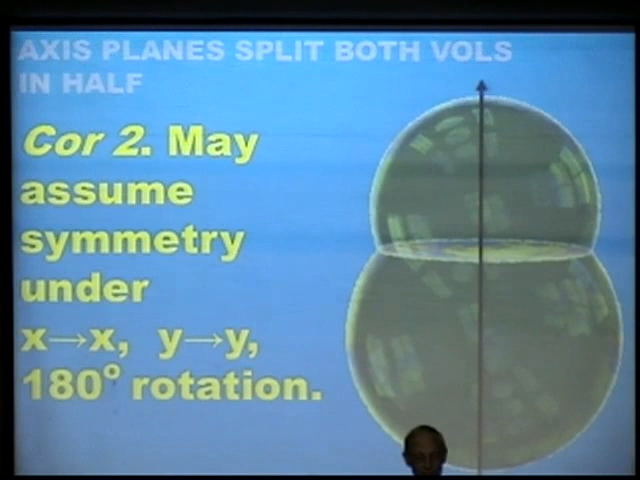 AXIS PLANES SPLIT BOTH VOLS
IN HALF
Cor 2. May
assume
symmetry
under
x→x, y→y,
180° rotation.